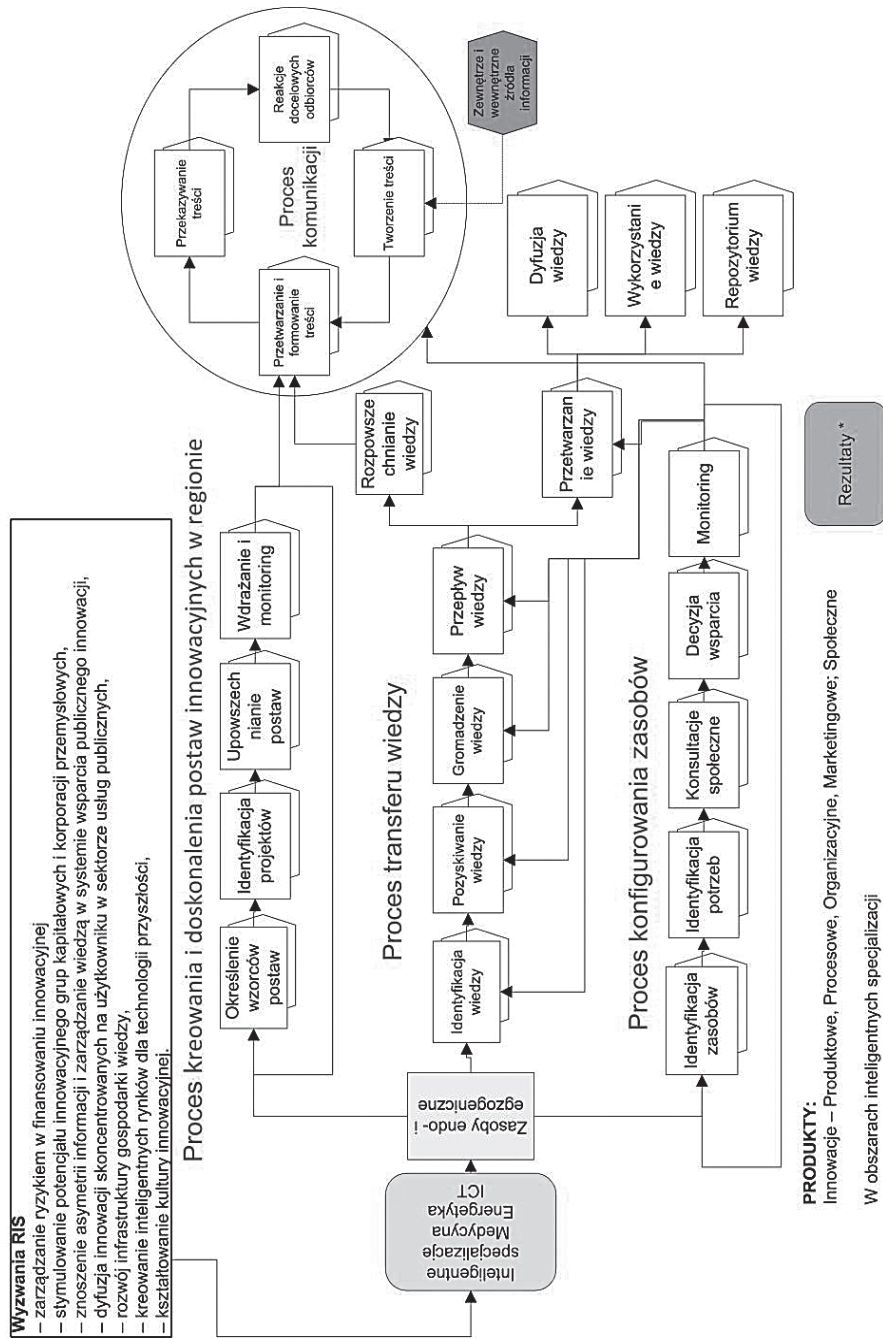 Wyzwania RIS
– zarządzanie ryzykiem w finansowaniu innowacyjnej
– stymulowanie potencjału innowacyjnego grup kapitałowych i korporacji przemysłowych,
– znoszenie asymetrii informacji i zarządzanie wiedzą w systemie wsparcia publicznego innowacji,
– dyfuzja innowacji skoncentrowanych na użytkowniku w sektorze usług publicznych,
– rozwój infrastruktury gospodarki wiedzy,
– kreowanie inteligentnych rynków dla technologii przyszłości,
– kształtowanie kultury innowacyjnej.
Inteligentne
specjalizacje
Medycyna
Energetyka
ICT
Zasoby endo- i
egzogeniczne
Proces kreowania i doskonalenia postaw innowacyjnych w regionie
Określenie
wzorców
postaw
Identyfikacja
projektów
Upowszech
nianie
postaw
Wdrażanie i
monitoring
Proces transferu wiedzy
Identyfikacja
wiedzy
Pozyskiwanie
wiedzy
Gromadzenie
wiedzy
Przepływ
wiedzy
Rozpowsze
chnianie
wiedzy
Przetwarzan
ie wiedzy
Dyfuzja
wiedzy
Wykorzystani
e wiedzy
Repozytorium
wiedzy
Proces
komunikacji
Przetwarzanie i
formowanie
treści
Przekazywanie
treści
Reakcje
docelowych
odbiorców
Tworzenie treści
Zewnętrze i
wewnętrzne
źródła
informacji
Proces konfigurowania zasobów
Identyfikacja
zasobów
Identyfikacja
potrzeb
Konsultacje
społeczne
Decyzja
wsparcia
Monitoring
PRODUKTY:
Innowacje – Produktowe, Procesowe, Organizacyjne, Marketingowe; Społeczne
W obszarach inteligentnych specjalizacji
Rezultaty *